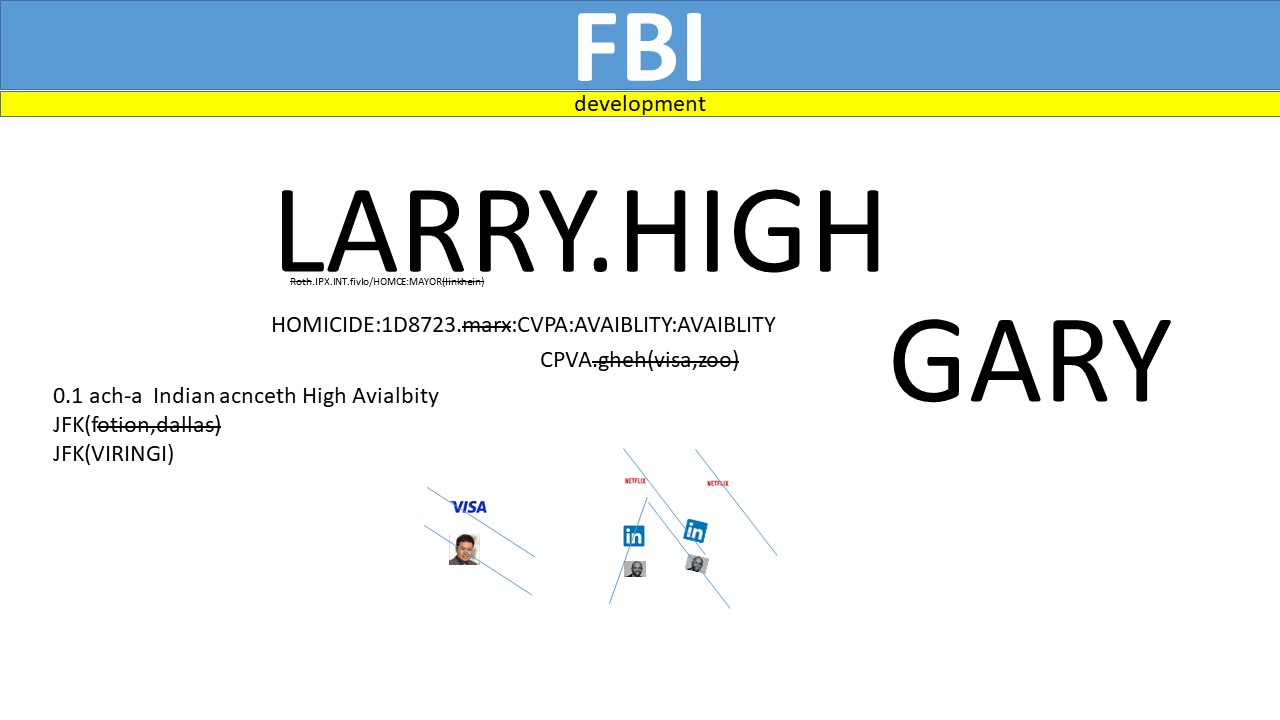 FBI
development
LARRY.HIGH
Roth.IPX.INT.fivlo/HOMCE:MAYOR(linkhein)
HOMICIDE:1D8723.marx:CVPA:AVAIBLITY:AVAIBLITY
GARY
CPVA.gheh(visa,zoo)
0.1 ach-a  Indian acnceth High Avialbity
JFK(fotion,dallas)
JFK(VIRINGI)
NETFLIX NETFLIX
VISA
in in